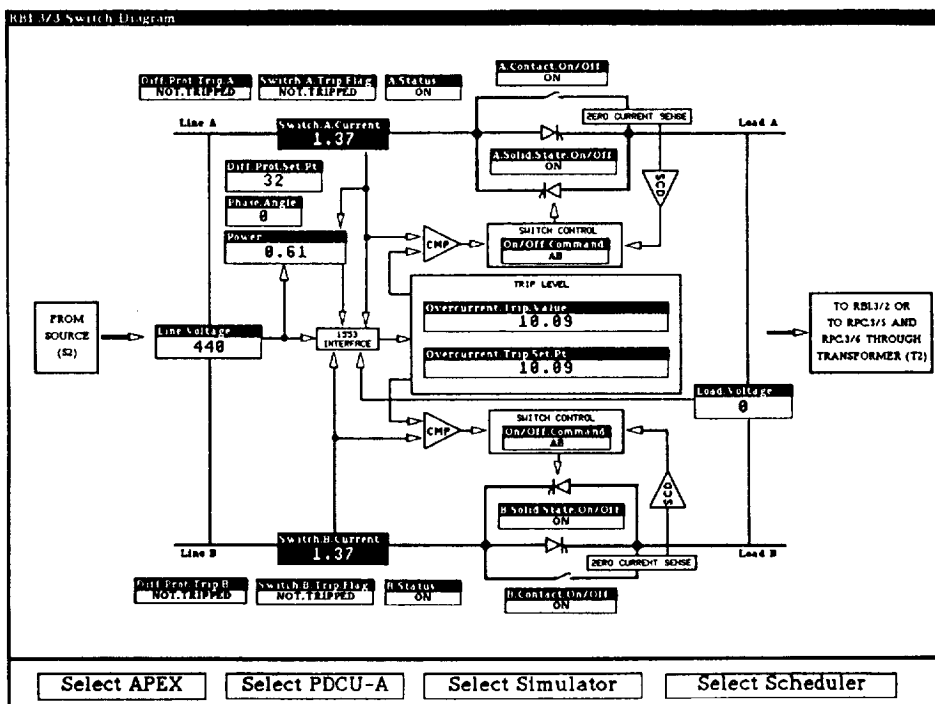 RBI.3/3 Switch Diagram
Diff.Prot.Trip.A
NOT.TRIPPED
Switch.A.Trip.Flag
NOT.TRIPPED
A.Status
ON
A.Contact.On/Off
ON
Line A
Switch.A.Current
1.37
ZERO CURRENT SENSE
Load A
A.Solid.State.On/Off
ON
Diff.Prot.Set.Pt
32
Phase.Angle
0
Power
0.61
SCD
CMP
SWITCH CONTROL
On/Off.Command
AB
TRIP LEVEL
Overcurrent.Trip.Value
10.09
Overcurrent.Trip.Set.Pt
10.09
FROM
SOURCE
(S2)
Line.Voltage
440
1553
INTERFACE
TO RBI.3/2 OR
TO RPC.3/5 AND
RPC.3/6 THROUGH
TRANSFORMER (T2)
Load.Voltage
0
CMP
SWITCH CONTROL
On/Off.Command
AB
SCD
B.Solid.State.On/Off
ON
Line B
Switch.B.Current
1.37
ZERO CURRENT SENSE
Load B
Diff.Prot.Trip.B
NOT.TRIPPED
Switch.B.Trip.Flag
NOT.TRIPPED
B.Status
ON
B.Contact.On/Off
ON
Select APEX
Select PDCU-A
Select Simulator
Select Scheduler